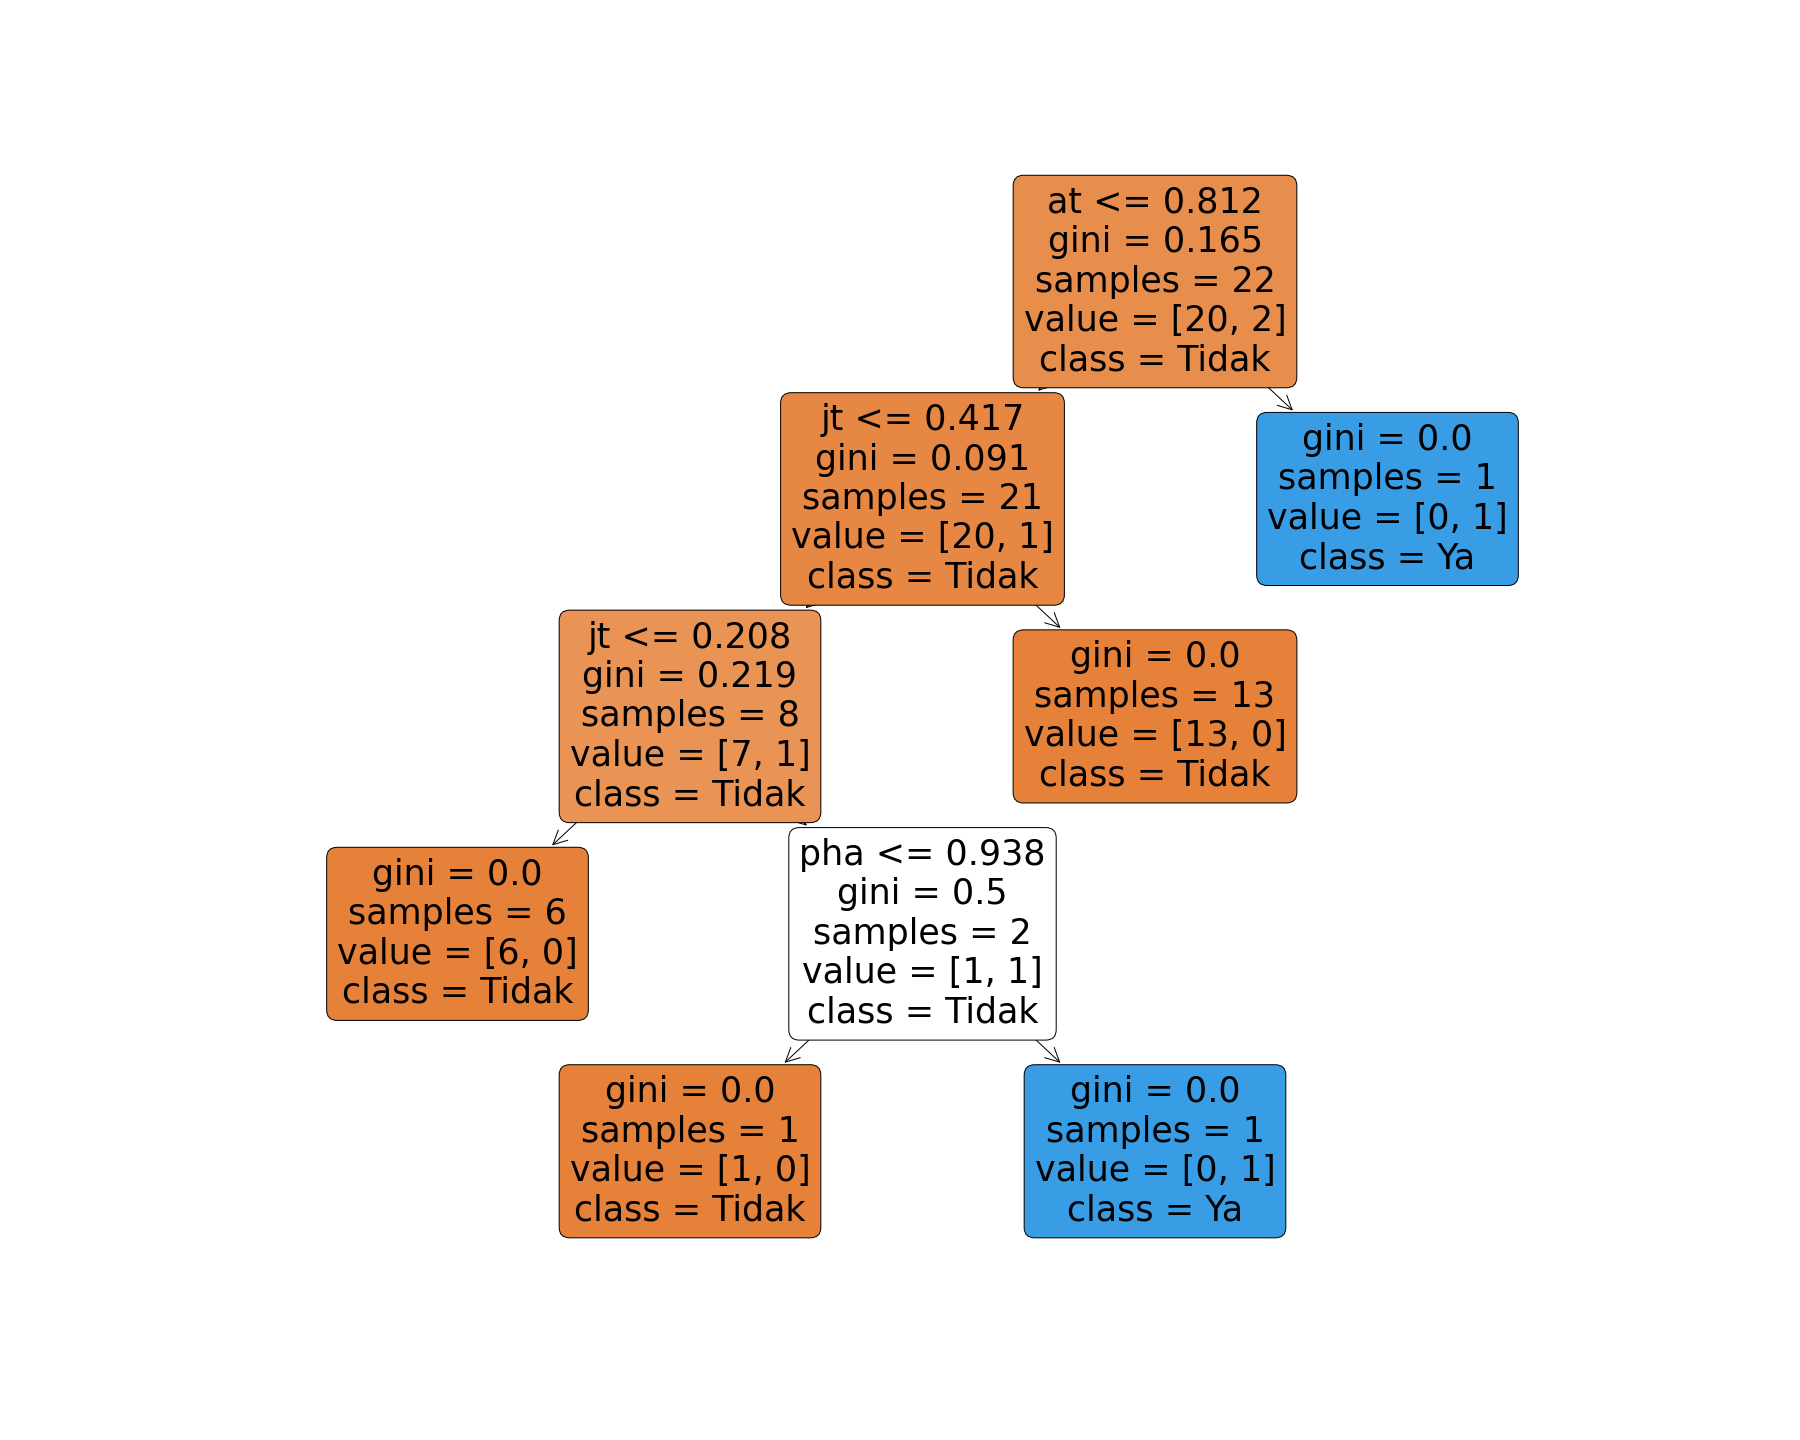 at <= 0.812
gini = 0.165
samples = 22
value = [20, 2]
class = Tidak
jt <= 0.417
gini = 0.091
samples = 21
value = [20, 1]
class = Tidak
gini = 0.0
samples = 1
value = [0, 1]
class = Ya
jt <= 0.208
gini = 0.219
samples = 8
value = [7, 1]
class = Tidak
gini = 0.0
samples = 13
value = [13, 0]
class = Tidak
gini = 0.0
samples = 6
value = [6, 0]
class = Tidak
pha <= 0.938
gini = 0.5
samples = 2
value = [1, 1]
class = Tidak
gini = 0.0
samples = 1
value = [1, 0]
class = Tidak
gini = 0.0
samples = 1
value = [0, 1]
class = Ya